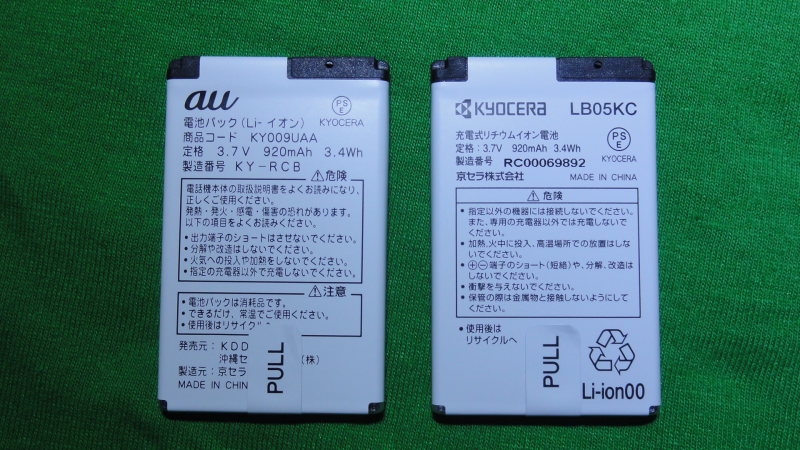 au
PS
E
電池パック(Li-イオン) KYOCERA
商品コード KY009UAA
定格 3.7V 920mAh 3.4Wh
製造番号 KY-RCB
⚠危険
電話機本体の取扱説明書をよくお読みになり、
正しくご使用ください。
発熱・発火・感電・傷害の恐れがあります。
以下の項目をよくお読みください。
・出力端子のショートはさせないでください。
・分解や改造はしないでください。
・火気への投入や加熱はしないでください。
・指定の充電器以外で充電しないでください。
⚠注意
・電池パックは消耗品です。
・できるだけ、常温でご使用ください。
・使用後はリサイク
発売元:KDD
沖縄セ (株)
製造元:京セラ
MADE IN CHIN
PULL
KYOCERA LB05KC
充電式リチウムイオン電池
定格:3.7V 920mAh 3.4Wh
PS
E
製造番号 RC00069892 KYOCERA
京セラ株式会社 MADE IN CHINA
⚠危険
・指定以外の機器には接続しないでください。
また、専用の充電器以外では充電しないで
ください。
・加熱、火中に投入、高温場所での放置はしな
いでください。
・⊕⊖端子のショート(短絡)や、分解、改造は
しないでください。
・衝撃を与えないでください。
・保管の際は金属物と接触しないようにして
ください。
・使用後は
リサイクルへ
PULL
Li-ion00